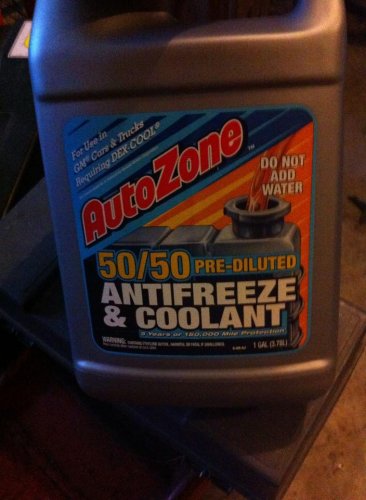 For Use in
GM® Cars & Trucks
Requiring DEX-COOL®
AutoZone™
DO NOT
ADD
WATER
50/50 PRE-DILUTED
ANTIFREEZE
& COOLANT
5 Years or 150,000 Mile Protection
WARNING:
1 GAL (3.78L)